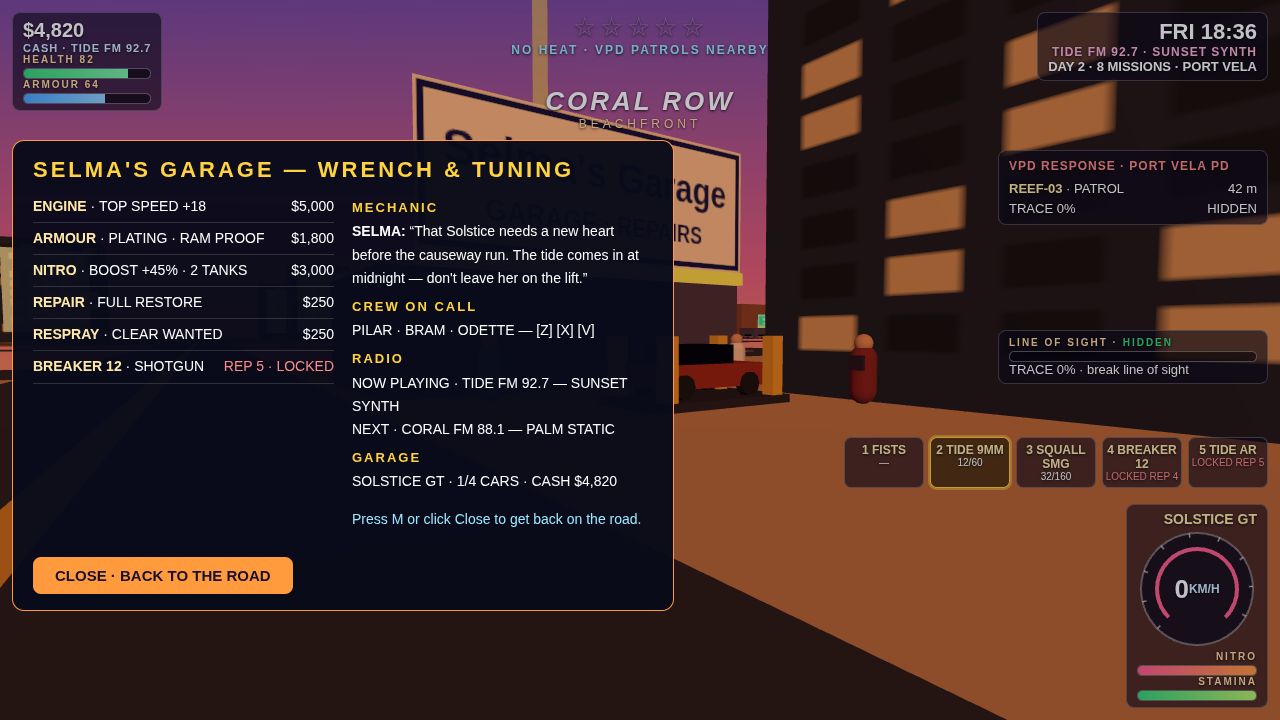 $4,820
CASH · TIDE FM 92.7
HEALTH 82
ARMOUR 64
☆☆☆☆☆
NO HEAT · VPD PATROLS NEARBY
CORAL ROW
BEACHFRONT
FRI 18:36
TIDE FM 92.7 · SUNSET SYNTH
DAY 2 · 8 MISSIONS · PORT VELA
Selma's Garage
GARAGE · REPAIRS
SELMA'S GARAGE — WRENCH & TUNING
ENGINE · TOP SPEED +18 $5,000
ARMOUR · PLATING · RAM PROOF $1,800
NITRO · BOOST +45% · 2 TANKS $3,000
REPAIR · FULL RESTORE $250
RESPRAY · CLEAR WANTED $250
BREAKER 12 · SHOTGUN REP 5 · LOCKED
MECHANIC
SELMA: “That Solstice needs a new heart
before the causeway run. The tide comes in at
midnight — don't leave her on the lift.”
CREW ON CALL
PILAR · BRAM · ODETTE — [Z] [X] [V]
RADIO
NOW PLAYING · TIDE FM 92.7 — SUNSET
SYNTH
NEXT · CORAL FM 88.1 — PALM STATIC
GARAGE
SOLSTICE GT · 1/4 CARS · CASH $4,820
Press M or click Close to get back on the road.
CLOSE · BACK TO THE ROAD
VPD RESPONSE · PORT VELA PD
REEF-03 · PATROL 42 m
TRACE 0% HIDDEN
LINE OF SIGHT · HIDDEN
TRACE 0% · break line of sight
1 FISTS
—
2 TIDE 9MM
12/60
3 SQUALL
SMG
32/160
4 BREAKER
12
LOCKED REP 4
5 TIDE AR
LOCKED REP 5
SOLSTICE GT
0 KM/H
NITRO
STAMINA